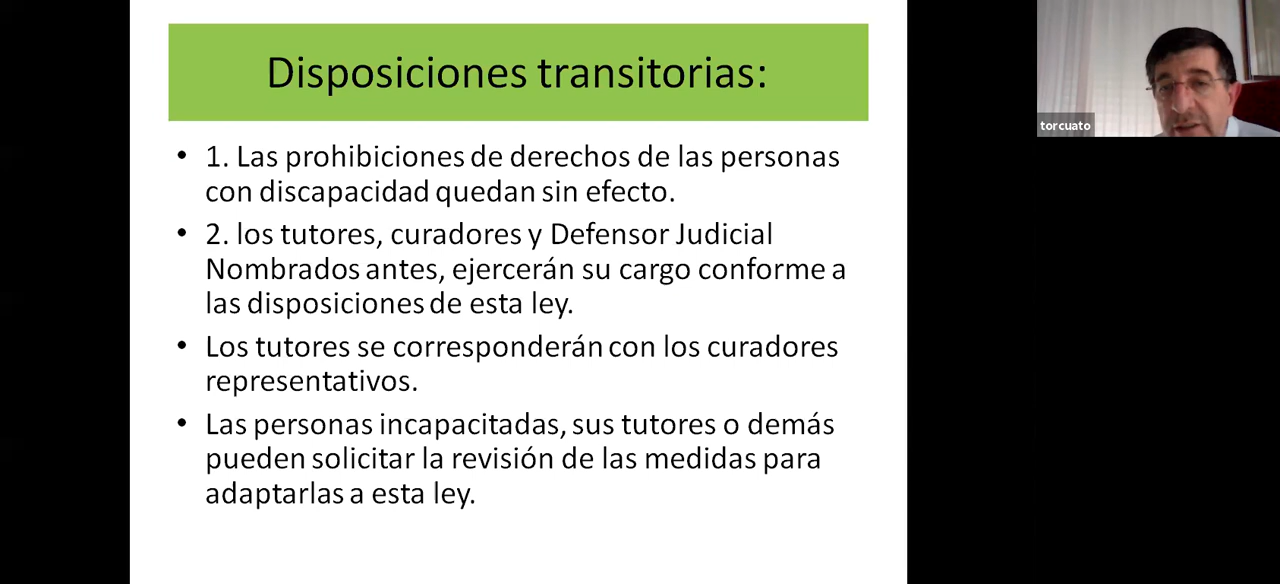 Disposiciones transitorias:
• 1. Las prohibiciones de derechos de las personas
con discapacidad quedan sin efecto.
• 2. los tutores, curadores y Defensor Judicial
Nombrados antes, ejercerán su cargo conforme a
las disposiciones de esta ley.
• Los tutores se corresponderán con los curadores
representativos.
• Las personas incapacitadas, sus tutores o demás
pueden solicitar la revisión de las medidas para
adaptarlas a esta ley.
torcuato